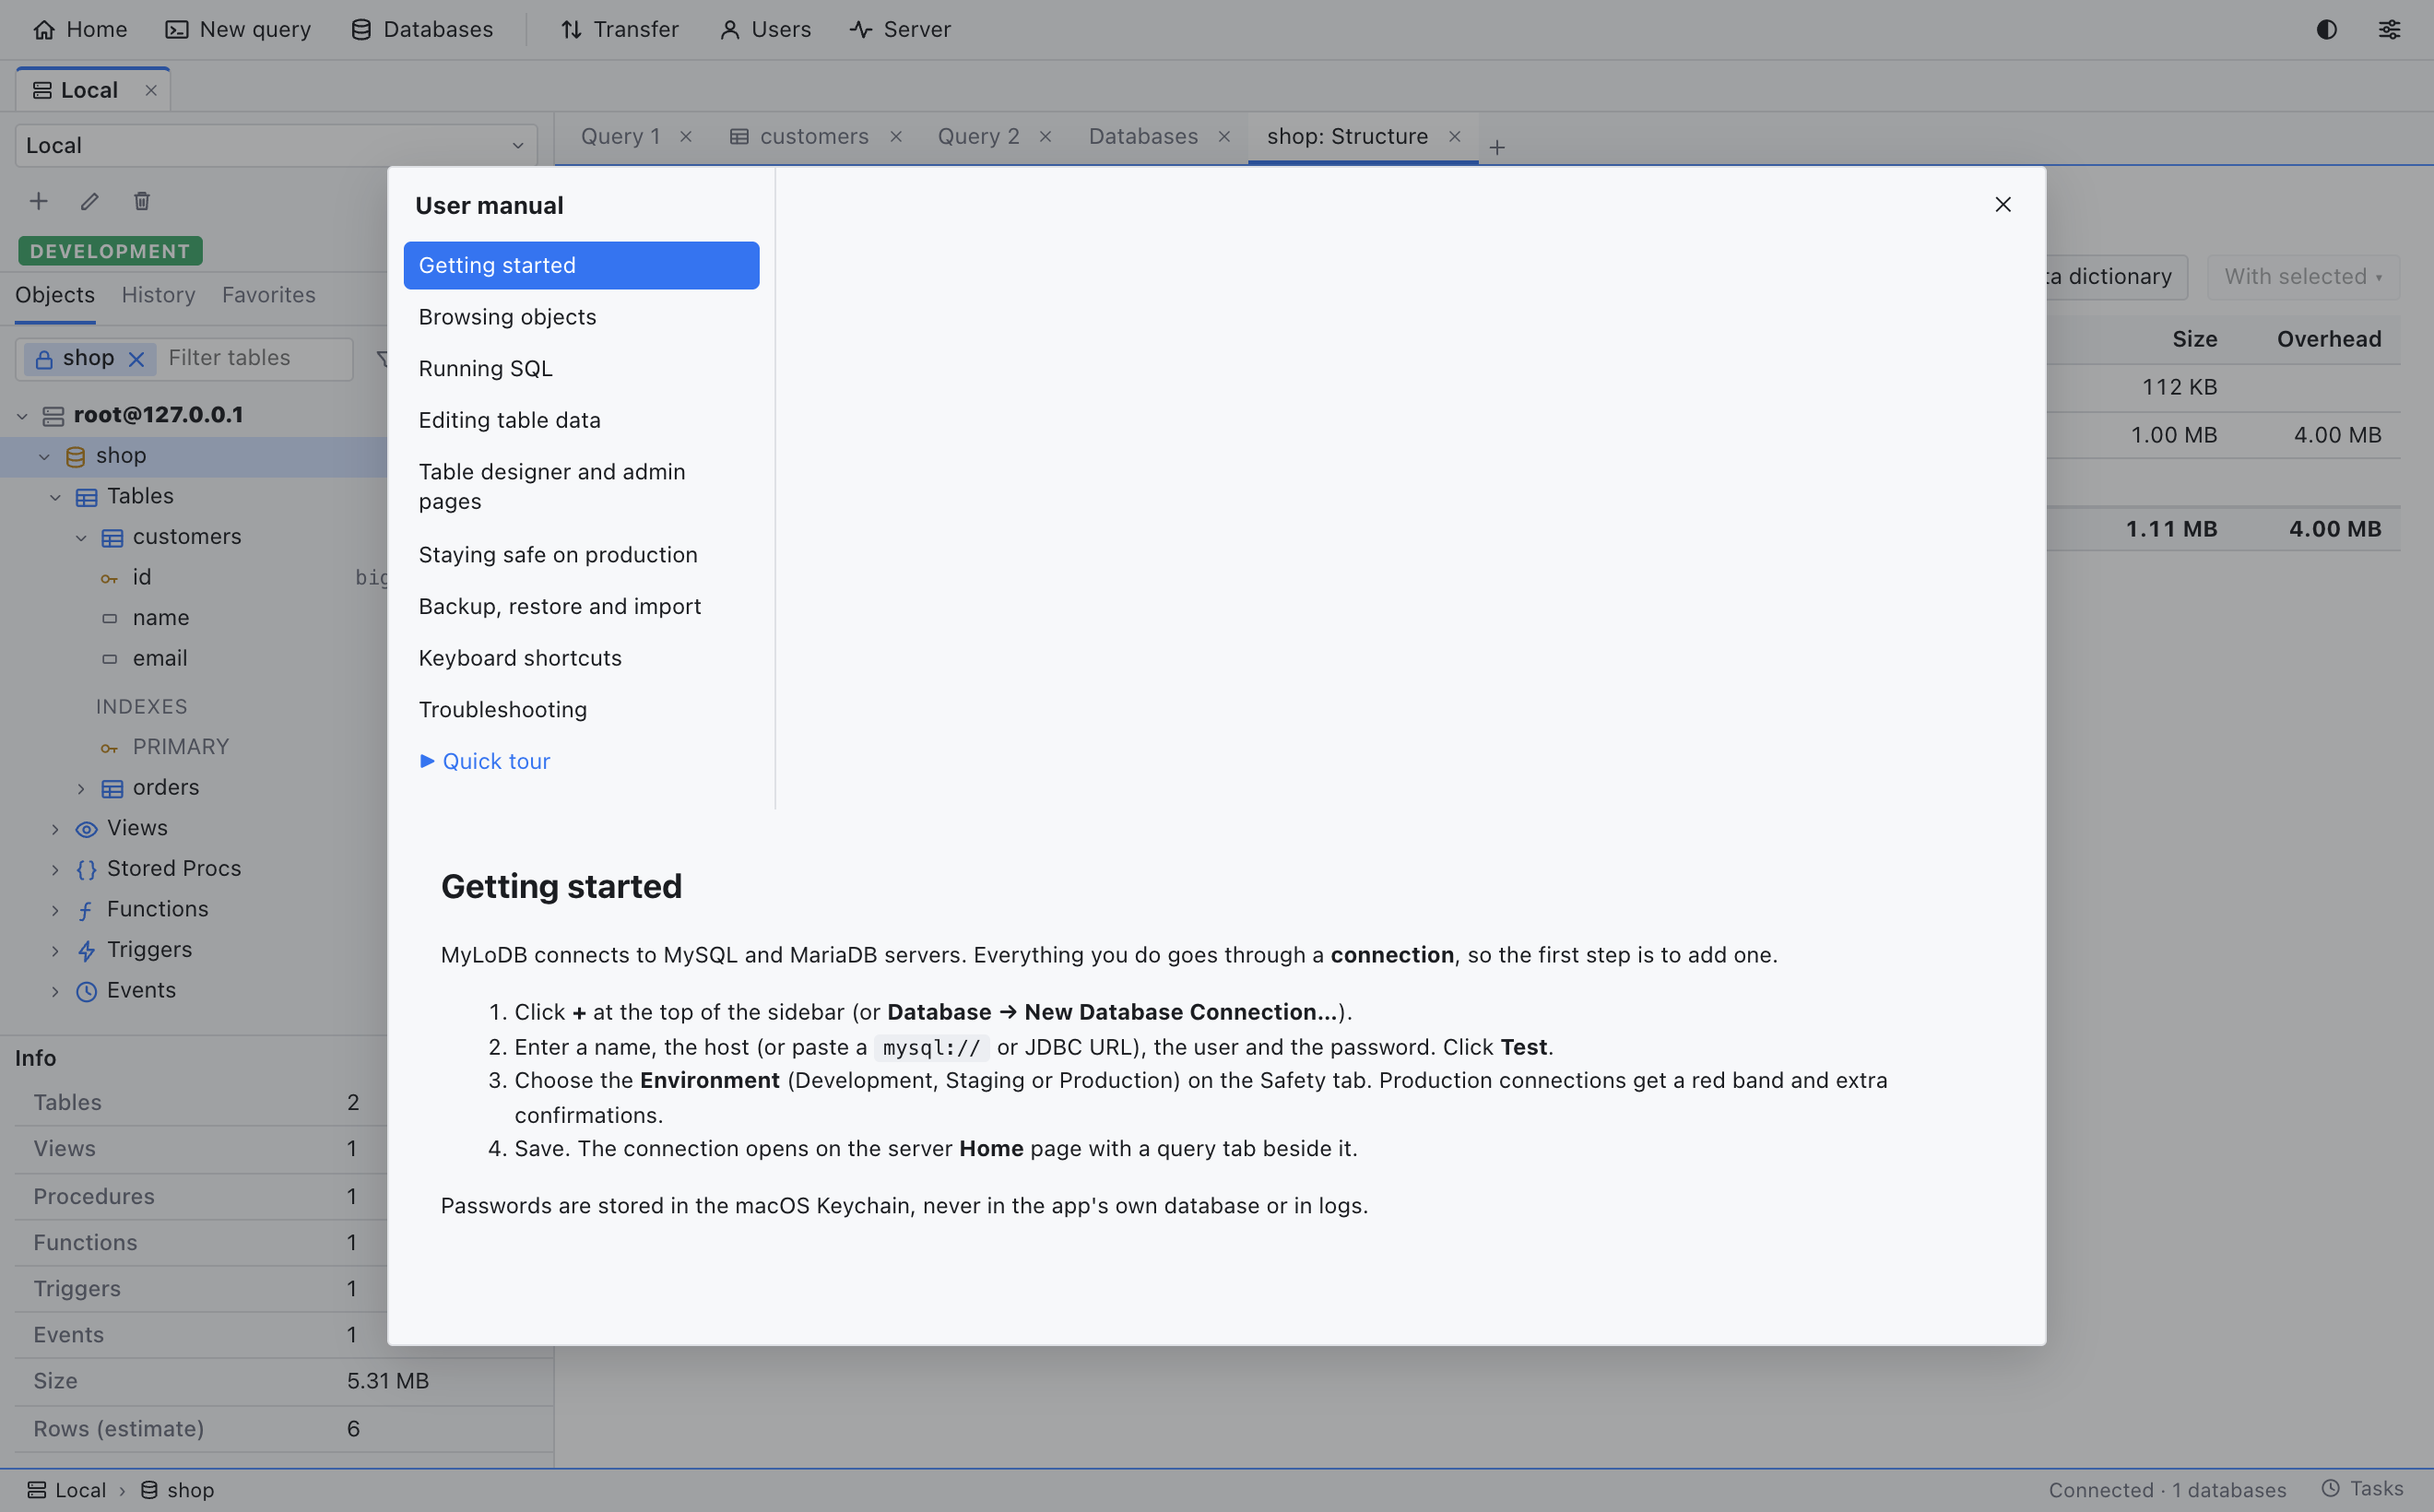 Home
New query
Databases
Transfer
Users
Server
Local
Local
DEVELOPMENT
Objects
History
Favorites
shop
Filter tables
root@127.0.0.1
shop
Tables
customers
id
name
email
INDEXES
PRIMARY
orders
Views
Stored Procs
Functions
Triggers
Events
Info
Tables 2
Views 1
Procedures 1
Functions 1
Triggers 1
Events 1
Size 5.31 MB
Rows (estimate) 6
Query 1
customers
Query 2
Databases
shop: Structure
dictionary
With selected
Size Overhead
112 KB
1.00 MB 4.00 MB
1.11 MB 4.00 MB
User manual
Getting started
Browsing objects
Running SQL
Editing table data
Table designer and admin
pages
Staying safe on production
Backup, restore and import
Keyboard shortcuts
Troubleshooting
Quick tour
Getting started
MyLoDB connects to MySQL and MariaDB servers. Everything you do goes through a connection, so the first step is to add one.
1. Click + at the top of the sidebar (or Database → New Database Connection...).
2. Enter a name, the host (or paste a mysql:// or JDBC URL), the user and the password. Click Test.
3. Choose the Environment (Development, Staging or Production) on the Safety tab. Production connections get a red band and extra
confirmations.
4. Save. The connection opens on the server Home page with a query tab beside it.
Passwords are stored in the macOS Keychain, never in the app's own database or in logs.
Local › shop
Connected · 1 databases
Tasks